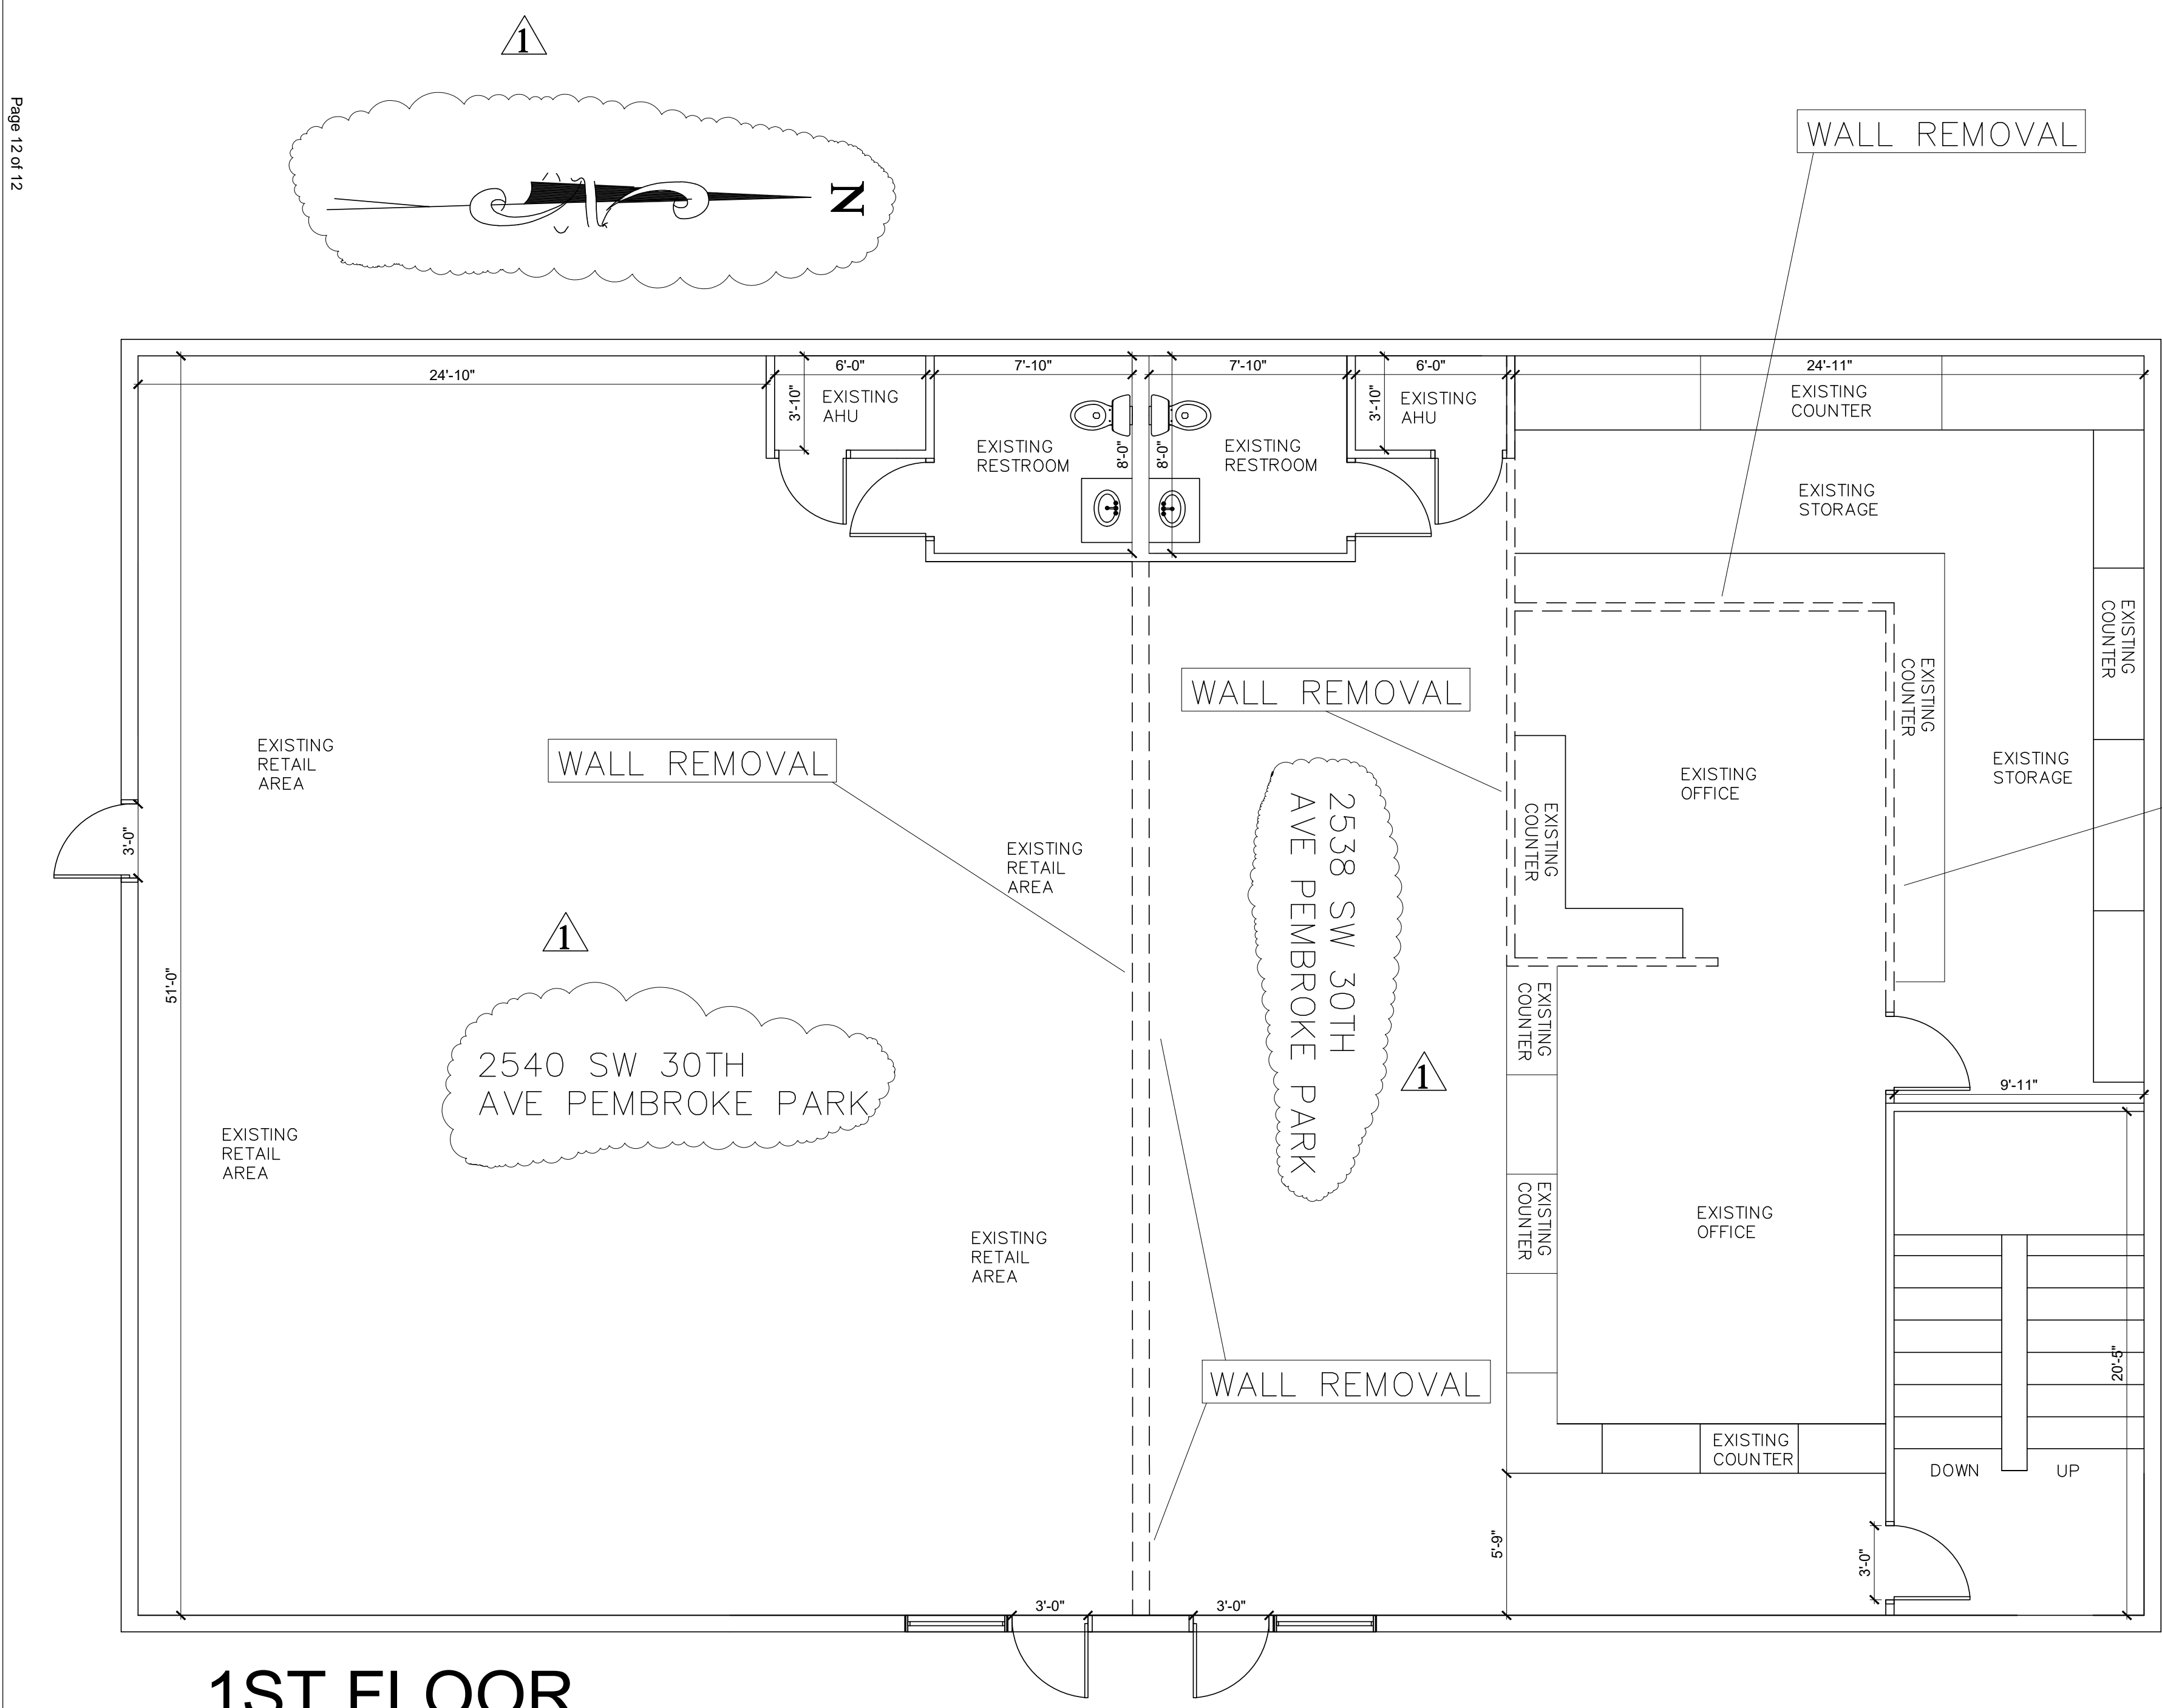 1
Page 12 of 12
N
WALL REMOVAL
24'-10"
6'-0"
7'-10"
7'-10"
6'-0"
24'-11"
3'-10"
EXISTING
AHU
3'-10"
EXISTING
AHU
EXISTING
COUNTER
EXISTING
RESTROOM
8'-0"
8'-0"
EXISTING
RESTROOM
EXISTING
STORAGE
EXISTING
COUNTER
EXISTING
COUNTER
WALL REMOVAL
EXISTING
RETAIL
AREA
WALL REMOVAL
EXISTING
OFFICE
EXISTING
STORAGE
3'-0"
EXISTING
RETAIL
AREA
2538 SW 30TH
AVE PEMBROKE PARK
EXISTING
COUNTER
1
51'-0"
2540 SW 30TH
AVE PEMBROKE PARK
1
EXISTING
COUNTER
9'-11"
EXISTING
RETAIL
AREA
EXISTING
RETAIL
AREA
EXISTING
COUNTER
EXISTING
OFFICE
WALL REMOVAL
20'-5"
EXISTING
COUNTER
DOWN
UP
5'-9"
3'-0"
3'-0"
3'-0"
1ST FLOOR